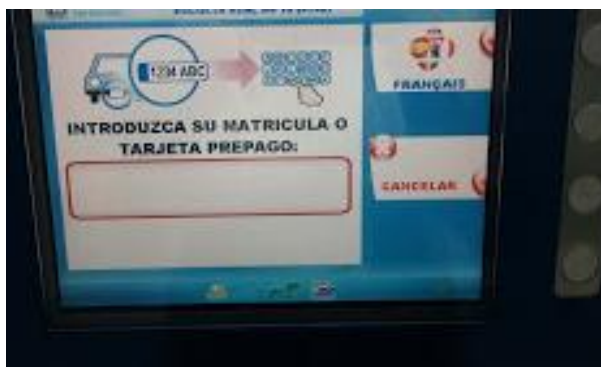 1234 ABC
INTRODUZCA SU MATRICULA O
TARJETA PREPAGO:
FRANÇAIS
CANCELAR